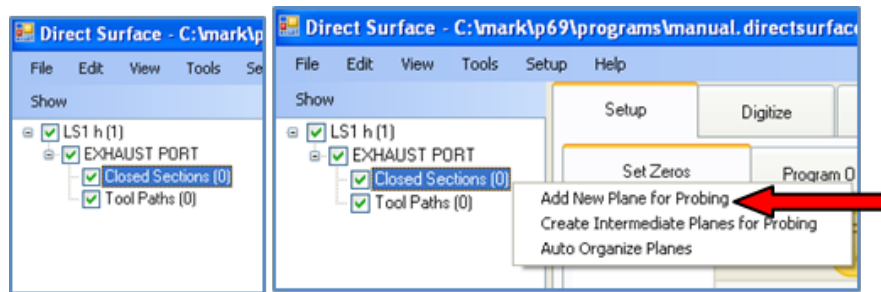 Direct Surface - C:\mark\p
File Edit View Tools Se
Show
LS1 h (1)
EXHAUST PORT
Closed Sections (0)
Tool Paths (0)
Direct Surface - C:\mark\p69\programs\manual.directsurface
File Edit View Tools Setup Help
Show
Setup Digitize
LS1 h (1)
EXHAUST PORT
Closed Sections (0)
Tool Paths (0)
Set Zeros Program O
Add New Plane for Probing
Create Intermediate Planes for Probing
Auto Organize Planes